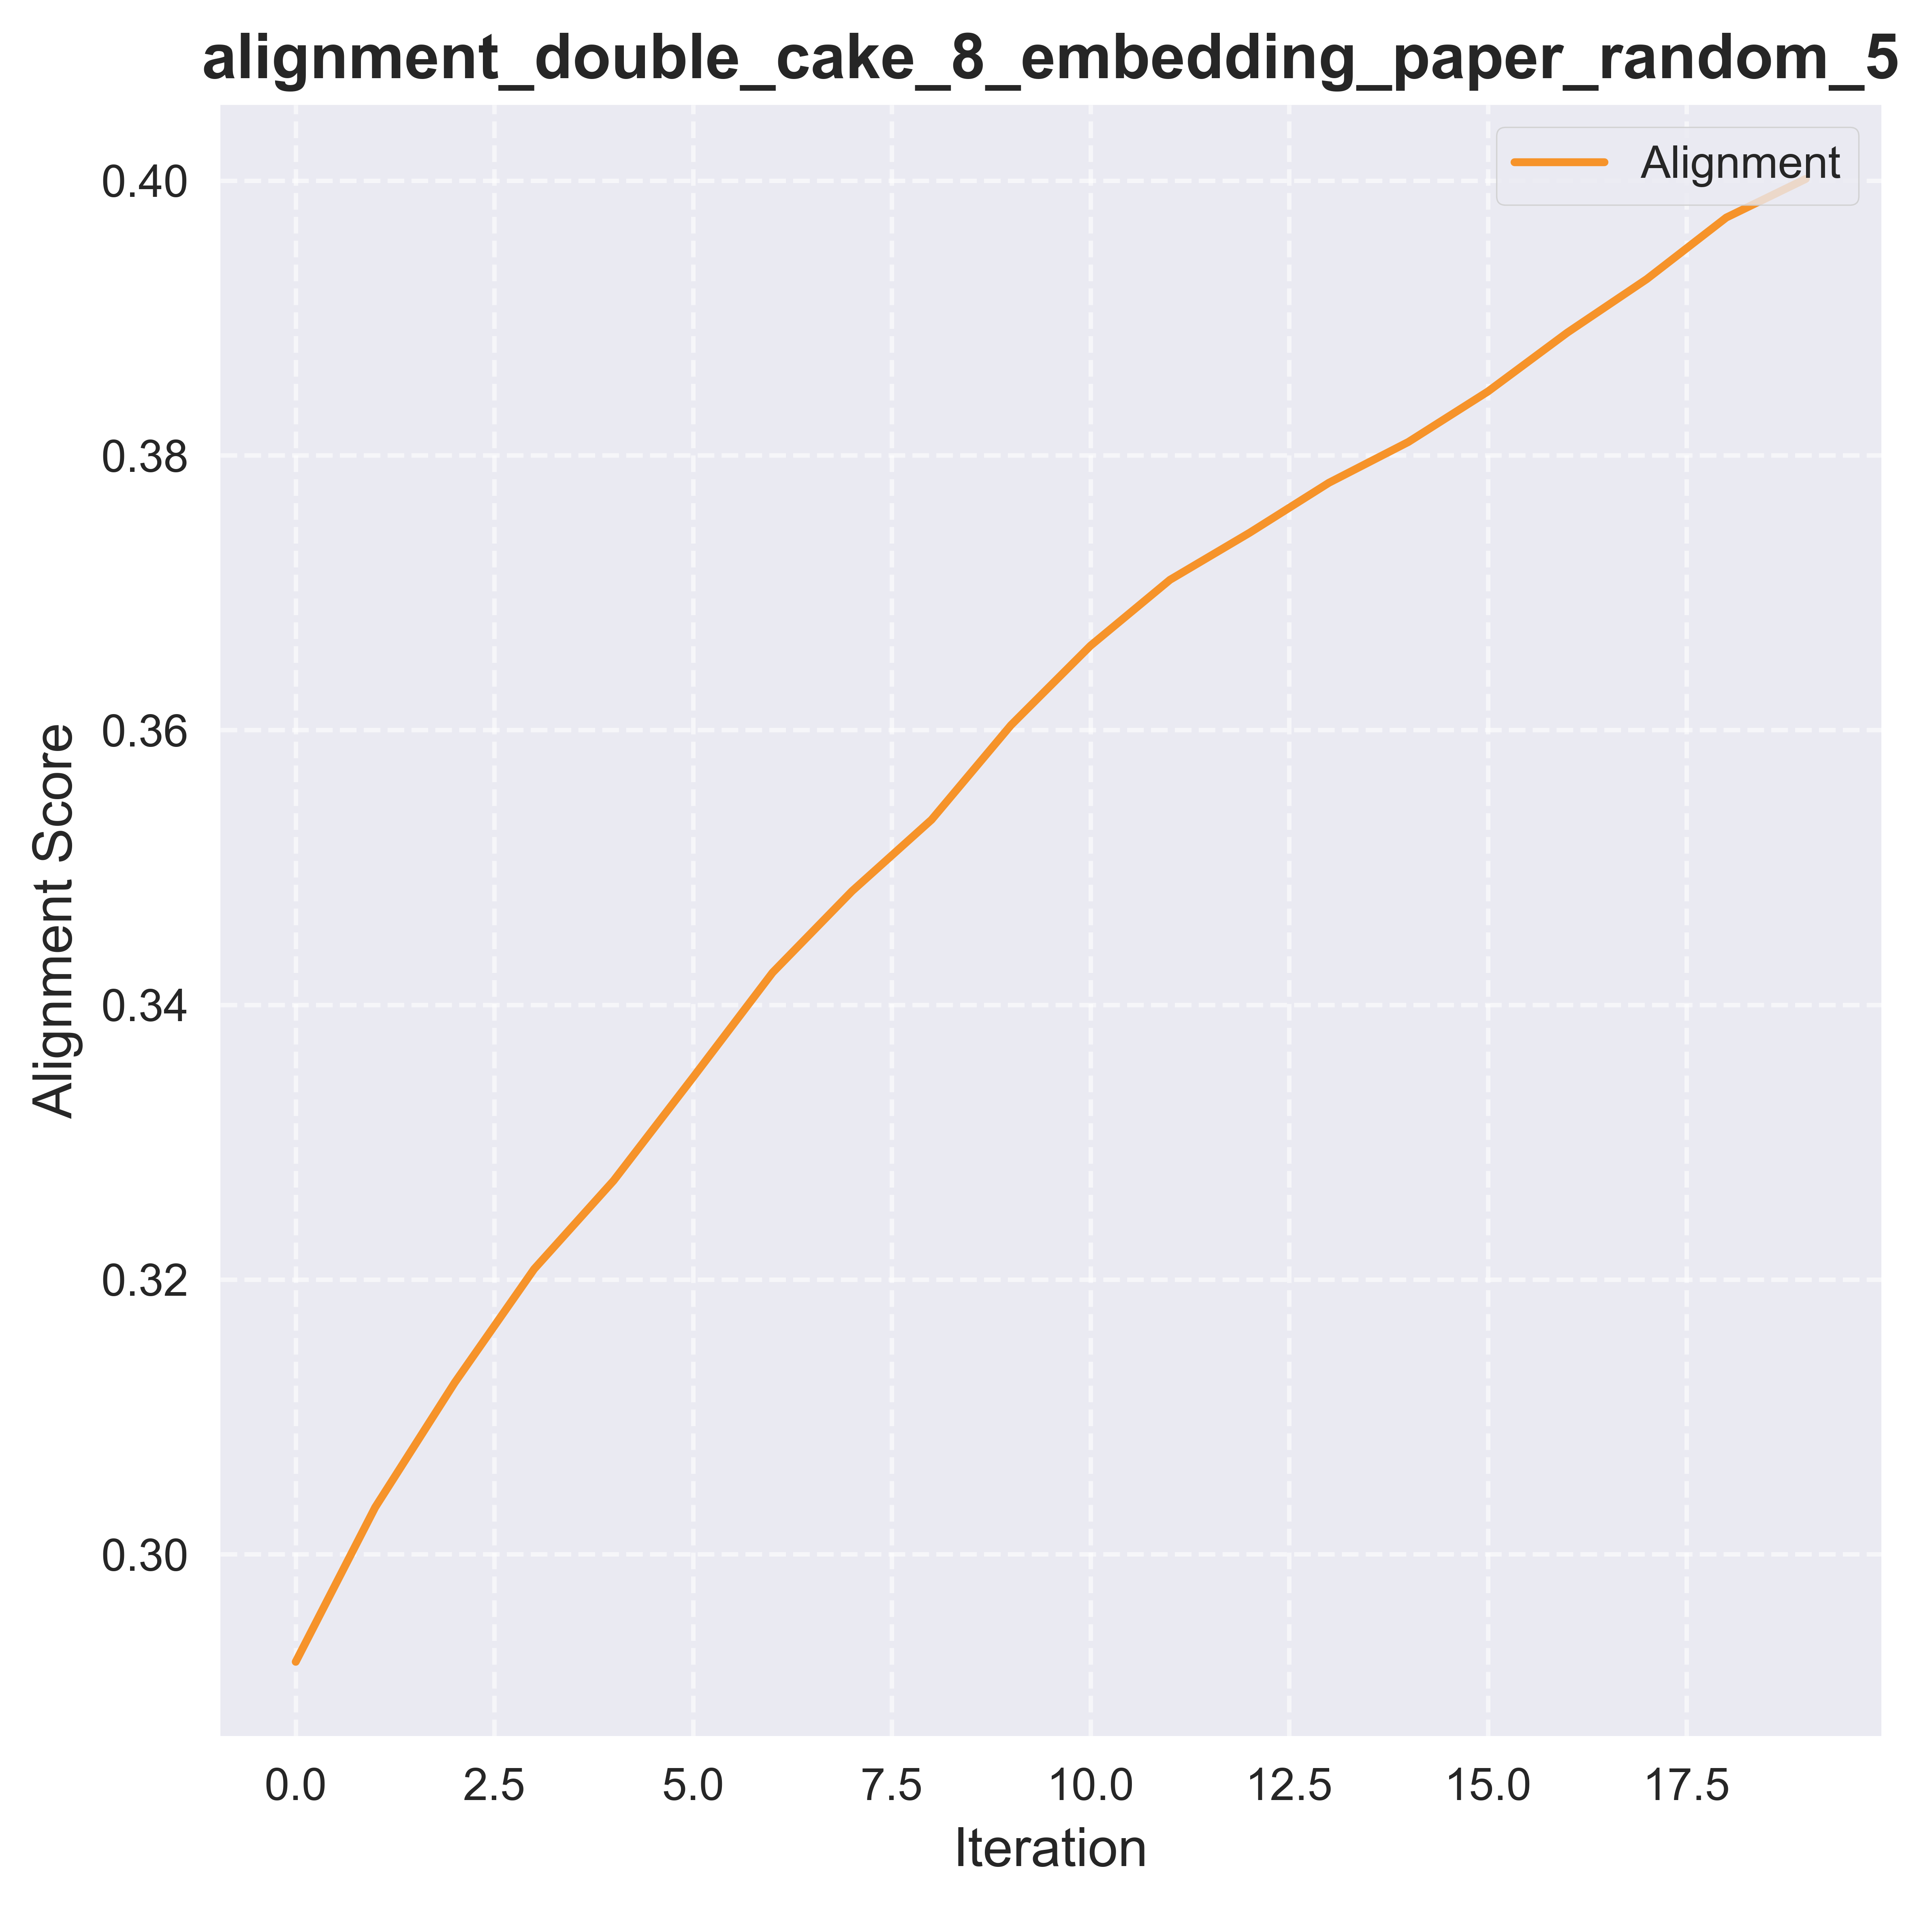 alignment_double_cake_8_embedding_paper_random_5
Alignment
0.40
0.38
0.36
0.34
0.32
0.30
Alignment Score
0.0 2.5 5.0 7.5 10.0 12.5 15.0 17.5
Iteration